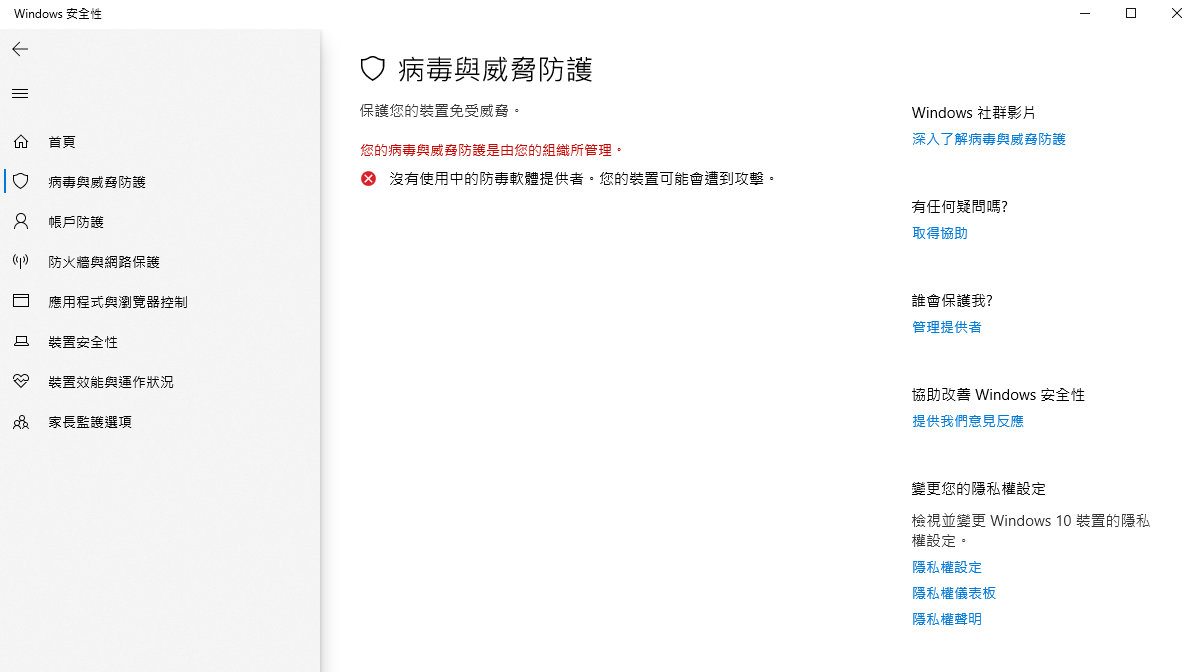 Windows 安全性
首頁
病毒與威脅防護
帳戶防護
防火牆與網路保護
應用程式與瀏覽器控制
裝置安全性
裝置效能與運作狀況
家長監護選項
病毒與威脅防護
保護您的裝置免受威脅。
您的病毒與威脅防護是由您的組織所管理。
沒有使用中的防毒軟體提供者。您的裝置可能會遭到攻擊。
Windows 社群影片
深入了解病毒與威脅防護
有任何疑問嗎?
取得協助
誰會保護我?
管理提供者
協助改善 Windows 安全性
提供我們意見反應
變更您的隱私權設定
檢視並變更 Windows 10 裝置的隱私
權設定。
隱私權設定
隱私權儀表板
隱私權聲明